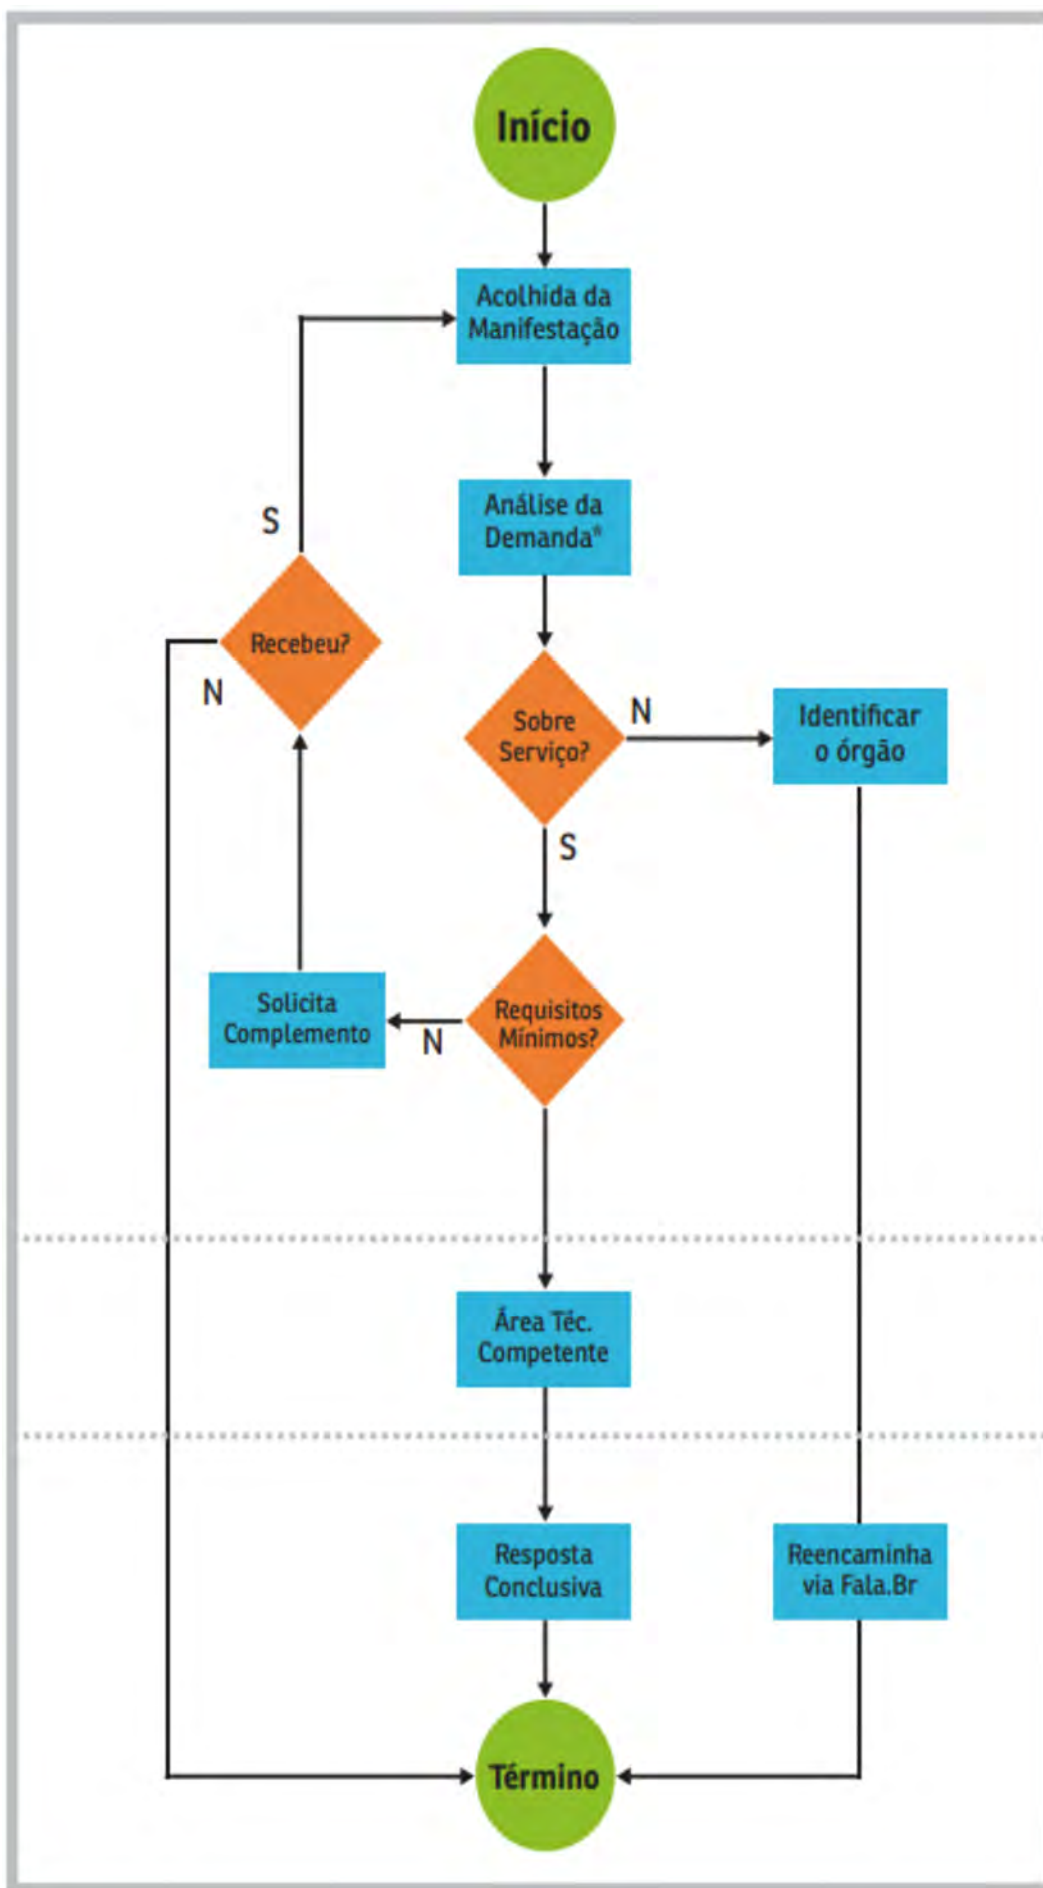 Início
Acolhida da
Manifestação
Análise da
Demanda*
S
Recebeu?
N
Sobre
Serviço?
N
Identificar
o órgão
S
Solicita
Complemento
N
Requisitos
Mínimos?
Área Téc.
Competente
Resposta
Conclusiva
Reencaminha
via Fala.Br
Término